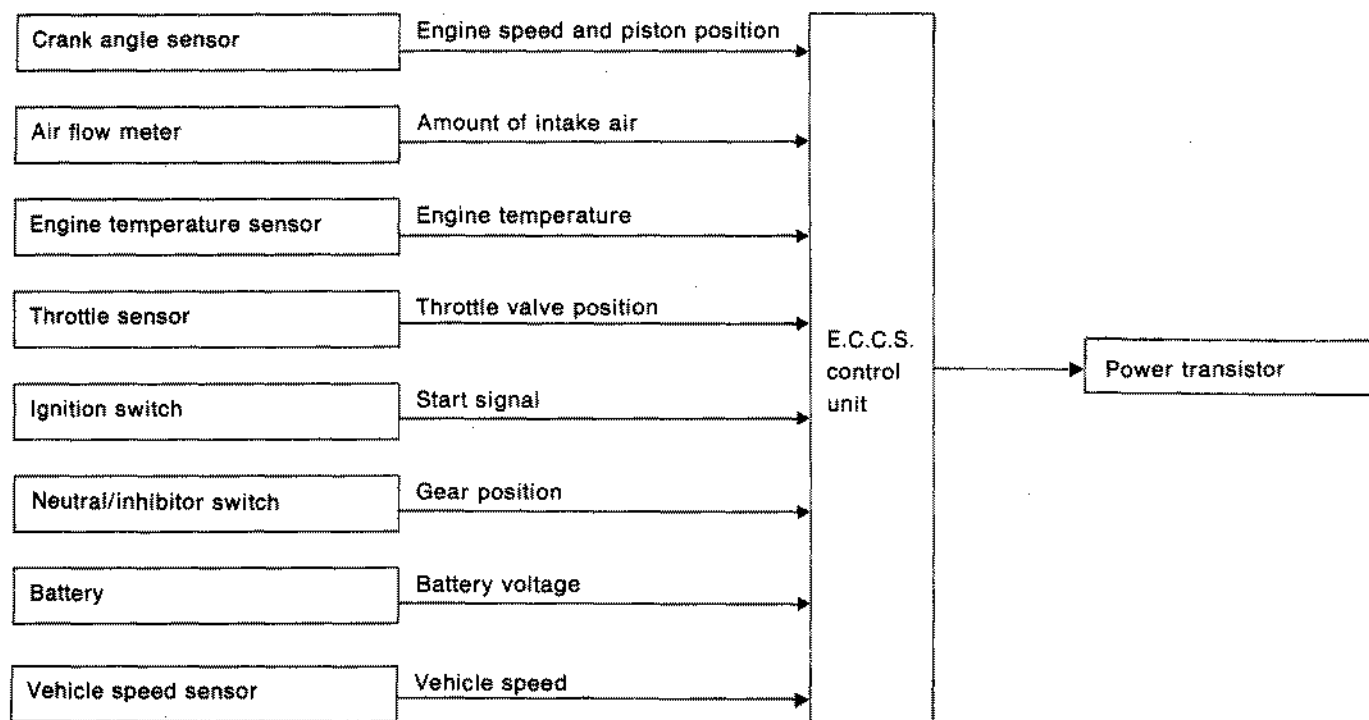 Crank angle sensor
Engine speed and piston position
Air flow meter
Amount of intake air
Engine temperature sensor
Engine temperature
Throttle sensor
Throttle valve position
E.C.C.S.
control
unit
Power transistor
Ignition switch
Start signal
Neutral/inhibitor switch
Gear position
Battery
Battery voltage
Vehicle speed sensor
Vehicle speed